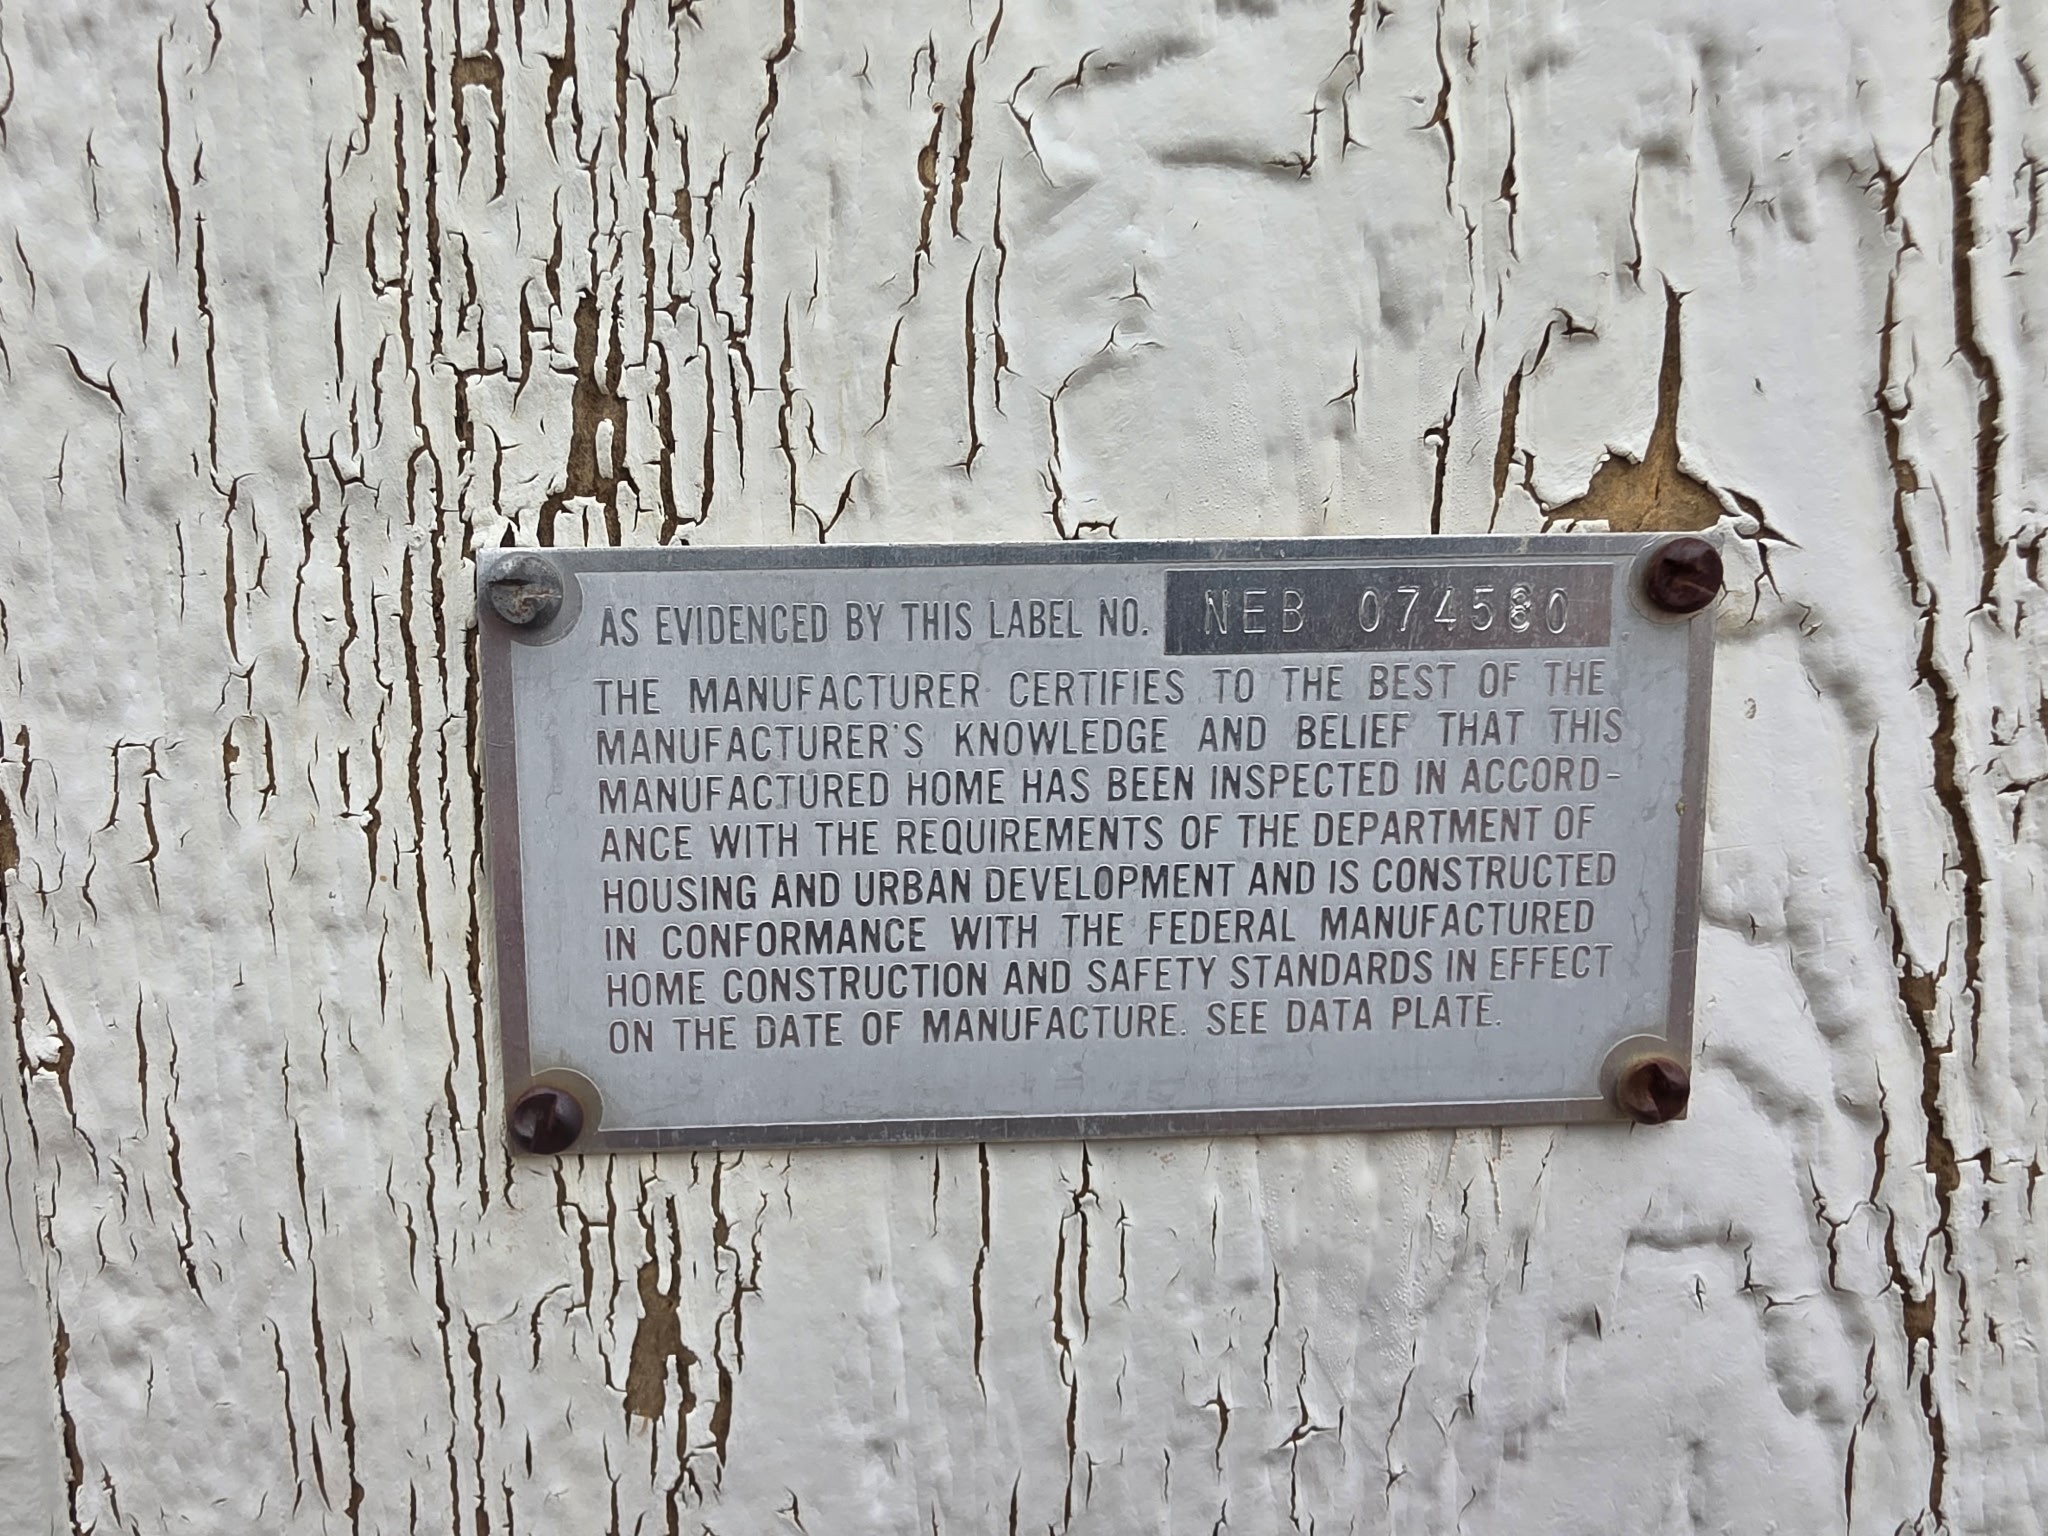 AS EVIDENCED BY THIS LABEL NO. NEB 074580
THE MANUFACTURER CERTIFIES TO THE BEST OF THE
MANUFACTURER'S KNOWLEDGE AND BELIEF THAT THIS
MANUFACTURED HOME HAS BEEN INSPECTED IN ACCORD-
ANCE WITH THE REQUIREMENTS OF THE DEPARTMENT OF
HOUSING AND URBAN DEVELOPMENT AND IS CONSTRUCTED
IN CONFORMANCE WITH THE FEDERAL MANUFACTURED
HOME CONSTRUCTION AND SAFETY STANDARDS IN EFFECT
ON THE DATE OF MANUFACTURE. SEE DATA PLATE.